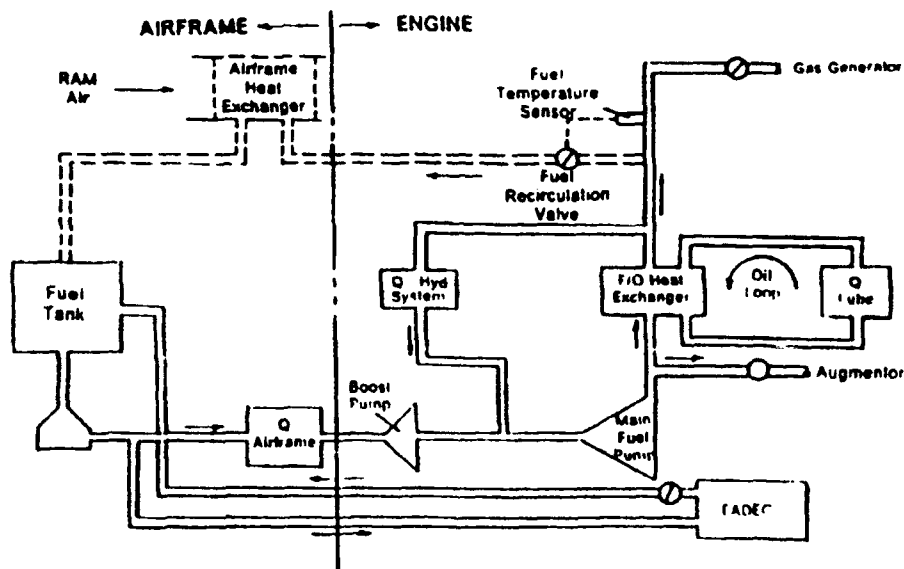 AIRFRAME
ENGINE
RAM
Air
Airframe
Heat
Exchanger
Fuel
Temperature
Sensor
Gas Generator
Fuel
Recirculation
Valve
Fuel
Tank
Q Hyd
System
F/O Heat
Exchanger
Oil
Loop
Q
Lube
Augmentor
Boost
Pump
Q
Airframe
Main
Fuel
Pump
FADEC